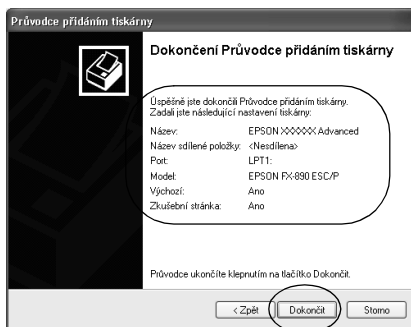 Průvodce přidáním tiskárny
Dokončení Průvodce přidáním tiskárny
Úspěšně jste dokončili Průvodce přidáním tiskárny.
Zadali jste následující nastavení tiskárny:
Název: EPSON XXXXXX Advanced
Název sdílené položky: <Nesdílena>
Port: LPT1:
Model: EPSON FX-890 ESC/P
Výchozí: Ano
Zkušební stránka: Ano
Průvodce ukončíte klepnutím na tlačítko Dokončit.
< Zpět Dokončit Storno